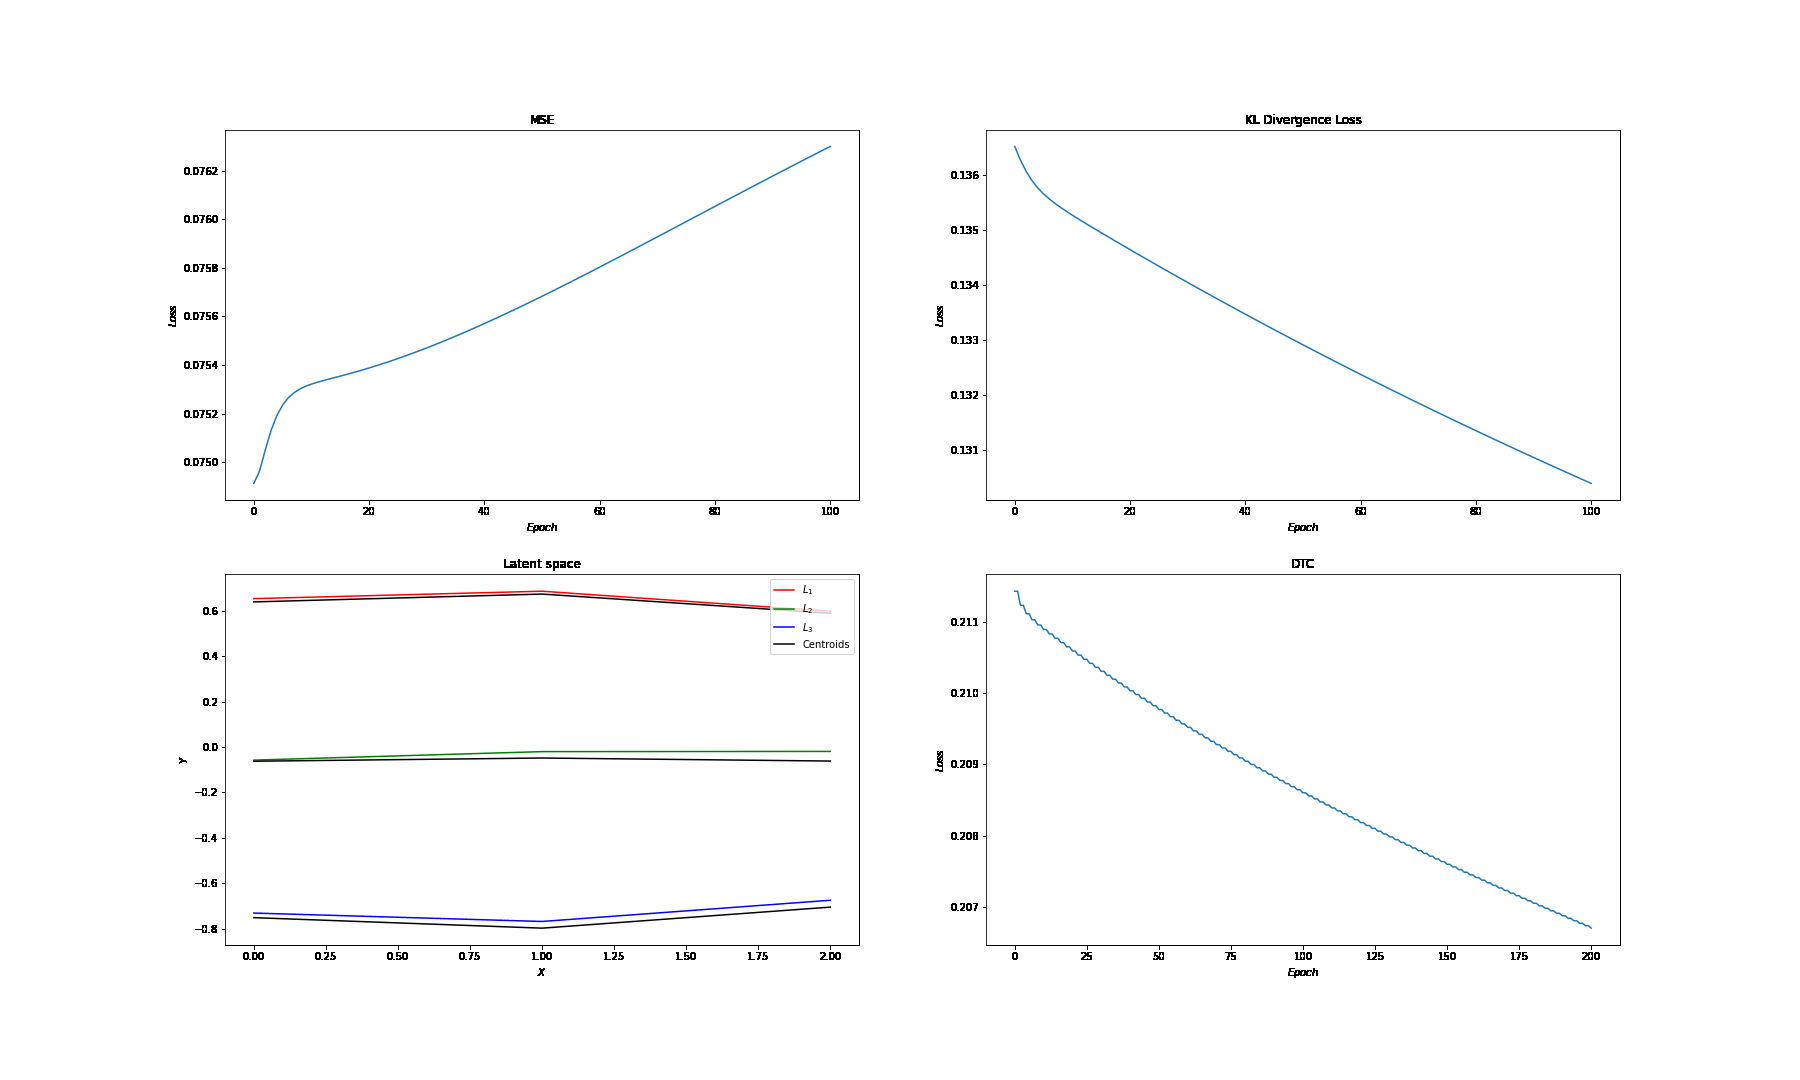 MSE
0.0762
0.0760
0.0758
0.0756
0.0754
0.0752
0.0750
Loss
0 20 40 60 80 100
Epoch
KL Divergence Loss
0.136
0.135
0.134
0.133
0.132
0.131
Loss
0 20 40 60 80 100
Epoch
Latent space
0.6
0.4
0.2
0.0
−0.2
−0.4
−0.6
−0.8
Y
L₁
L₂
L₃
Centroids
0.00 0.25 0.50 0.75 1.00 1.25 1.50 1.75 2.00
X
DTC
0.211
0.210
0.209
0.208
0.207
Loss
0 25 50 75 100 125 150 175 200
Epoch